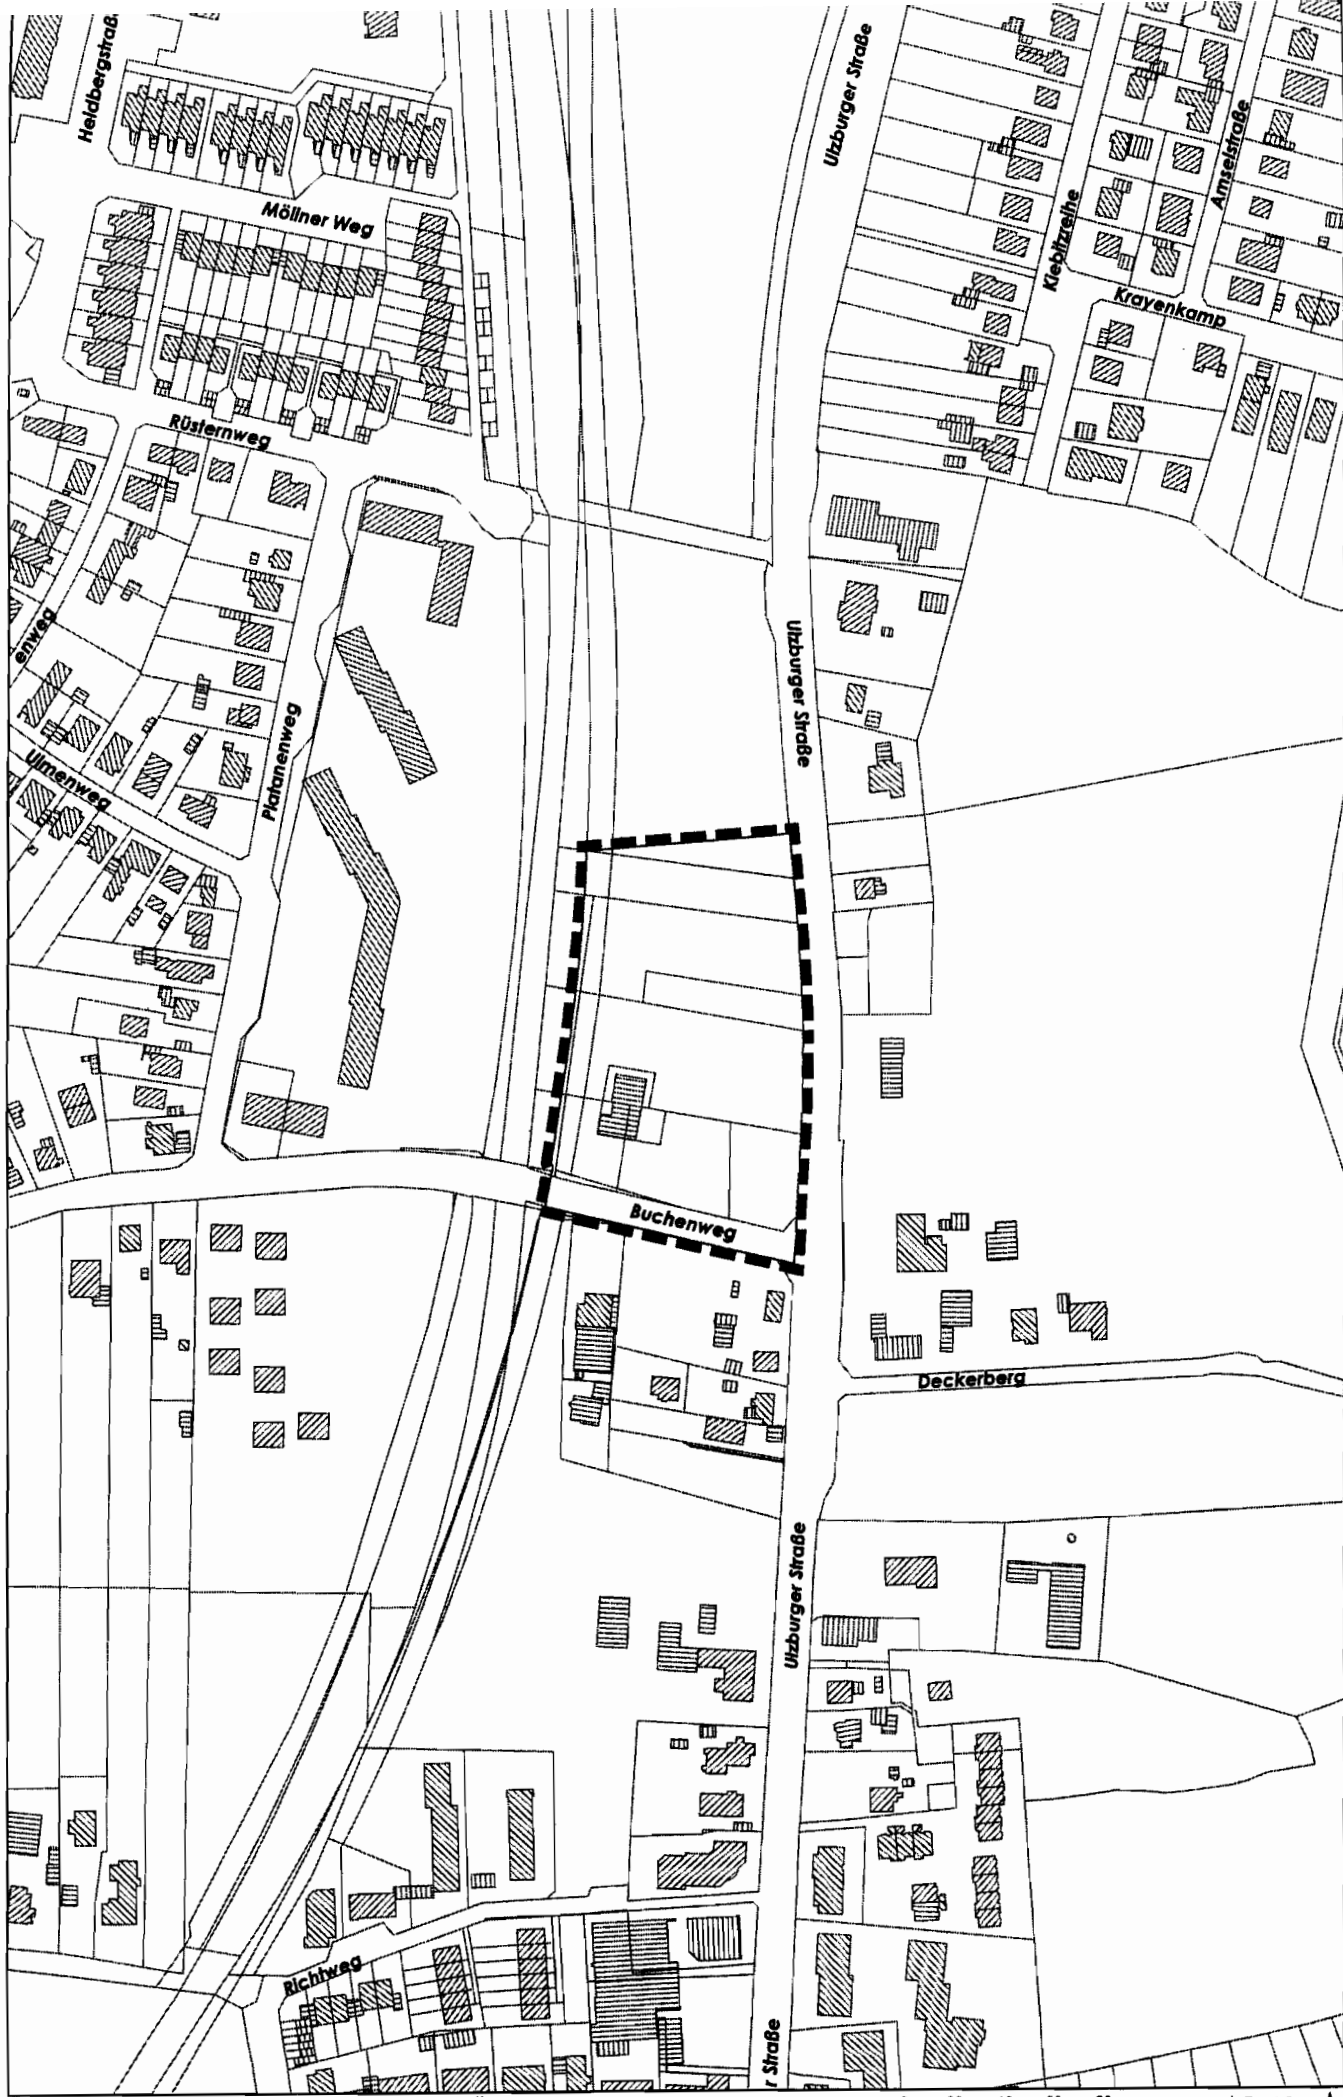 Heidbergstraße
Ulzburger Straße
Amselstraße
Möllner Weg
Kiebitzreihe
Krayenkamp
Rüsternweg
enweg
Ulzburger Straße
Platanenweg
Ulmenweg
Buchenweg
Deckerberg
Ulzburger Straße
Richtweg
r Straße